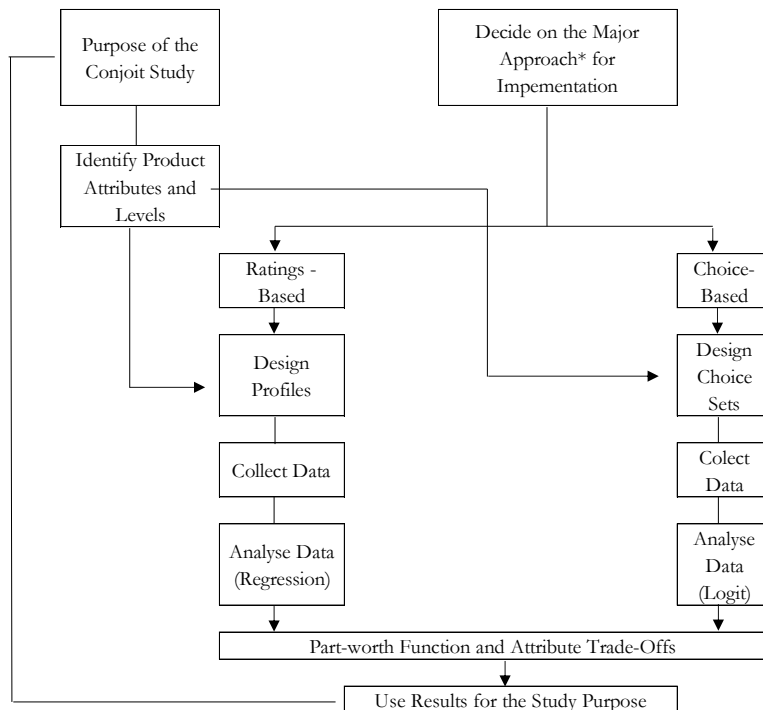 Purpose of the
Conjoit Study
Decide on the Major
Approach* for
Impementation
Identify Product
Attributes and
Levels
Ratings -
Based
Choice-
Based
Design
Profiles
Design
Choice
Sets
Collect Data
Colect
Data
Analyse Data
(Regression)
Analyse
Data
(Logit)
Part-worth Function and Attribute Trade-Offs
Use Results for the Study Purpose